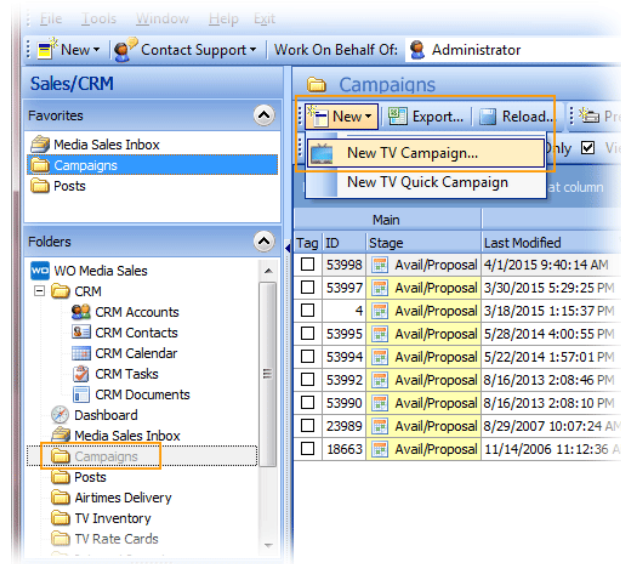 File Tools Window Help Exit
New Contact Support Work On Behalf Of: Administrator
Sales/CRM
Campaigns
Favorites
New Export... Reload...
Media Sales Inbox
Campaigns
Posts
New TV Campaign...
New TV Quick Campaign
at column
Main
Folders
Tag ID Stage Last Modified
WO Media Sales
CRM
CRM Accounts
CRM Contacts
CRM Calendar
CRM Tasks
CRM Documents
Dashboard
Media Sales Inbox
Campaigns
Posts
Airtimes Delivery
TV Inventory
TV Rate Cards
53998 Avail/Proposal 4/1/2015 9:40:14 AM
53997 Avail/Proposal 3/30/2015 5:29:25 PM
4 Avail/Proposal 3/18/2015 1:15:37 PM
53995 Avail/Proposal 5/28/2014 4:00:55 PM
53994 Avail/Proposal 5/22/2014 1:57:01 PM
53992 Avail/Proposal 8/16/2013 2:08:46 PM
53990 Avail/Proposal 8/16/2013 2:08:10 PM
23989 Avail/Proposal 8/29/2007 10:07:24 AM
18663 Avail/Proposal 11/14/2006 11:12:36 A